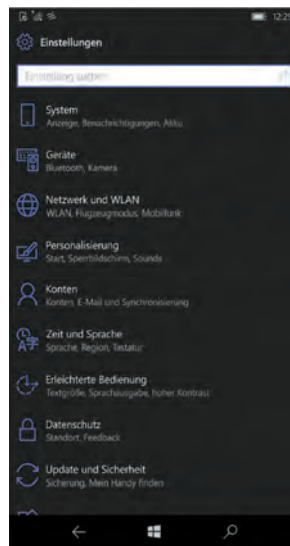 12:29
Einstellungen
Einstellung suchen
System
Anzeige, Benachrichtigungen, Akku
Geräte
Bluetooth, Kamera
Netzwerk und WLAN
WLAN, Flugzeugmodus, Mobilfunk
Personalisierung
Start, Sperrbildschirm, Sounds
Konten
Konten, E-Mail und Synchronisierung
Zeit und Sprache
Sprache, Region, Tastatur
Erleichterte Bedienung
Textgröße, Sprachausgabe, hoher Kontrast
Datenschutz
Standort, Feedback
Update und Sicherheit
Sicherung, Mein Handy finden